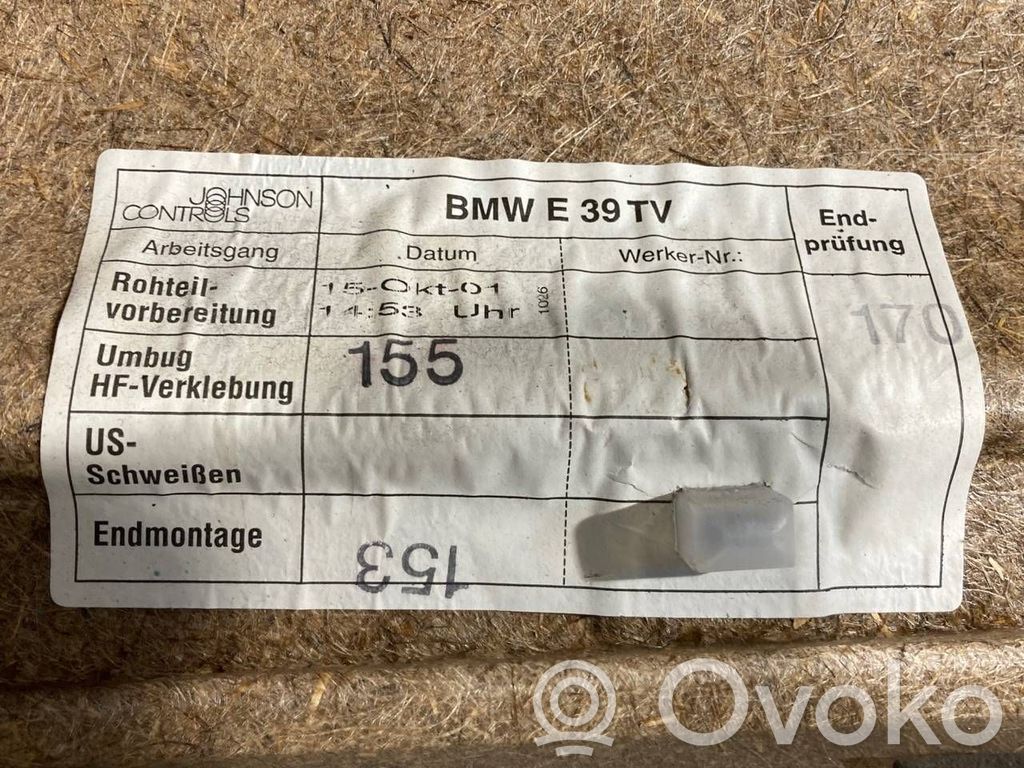 JOHNSON
CONTROLS
BMW E 39 TV
End-
prüfung
Arbeitsgang
Datum
Werker-Nr.:
Rohteil-
vorbereitung
15-Okt-01
14:53 Uhr
1026
170
Umbug
HF-Verklebung
155
US-
Schweißen
Endmontage
153
Ovoko